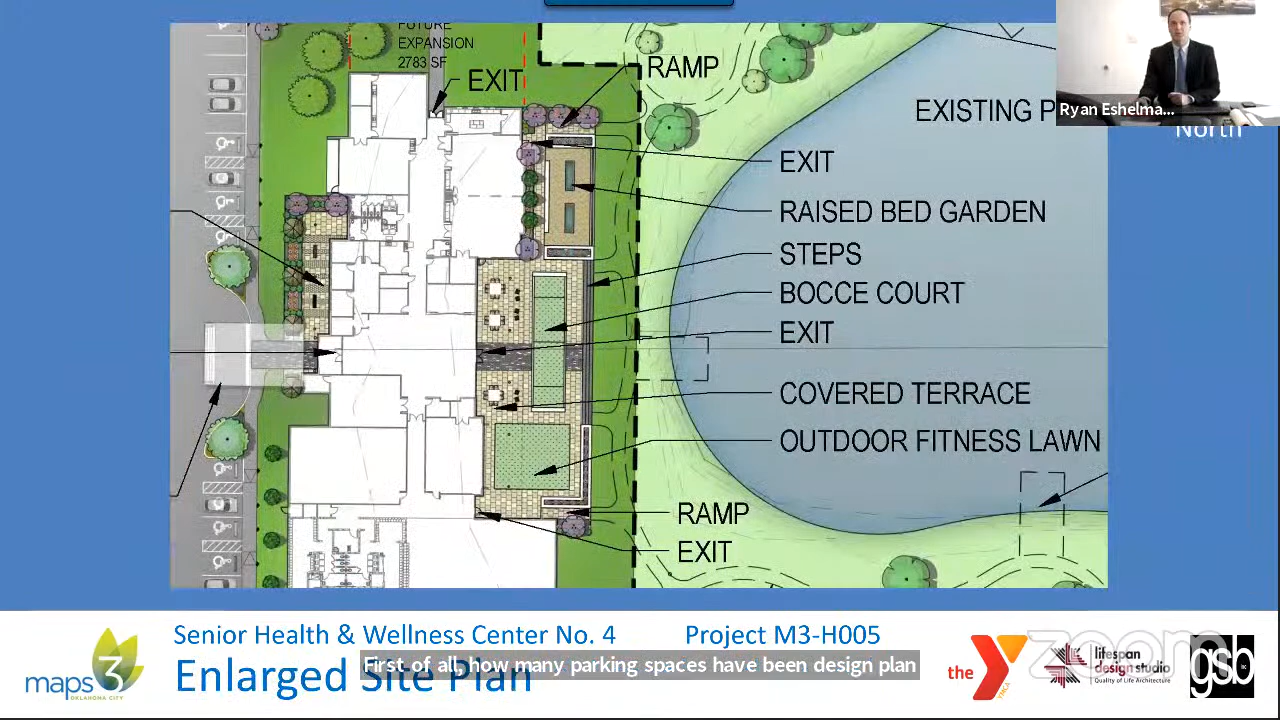 FUTURE
EXPANSION
2783 SF
EXIT
RAMP
EXISTING P
Ryan Eshelma...
North
EXIT
RAISED BED GARDEN
STEPS
BOCCE COURT
EXIT
COVERED TERRACE
OUTDOOR FITNESS LAWN
RAMP
EXIT
Senior Health & Wellness Center No. 4
Project M3-H005
Enlarged Site Plan
First of all, how many parking spaces have been design plan
maps 3
OKLAHOMA CITY
the Y
YMCA
lifespan
design studio
Quality of Life Architecture
gsb
zoom